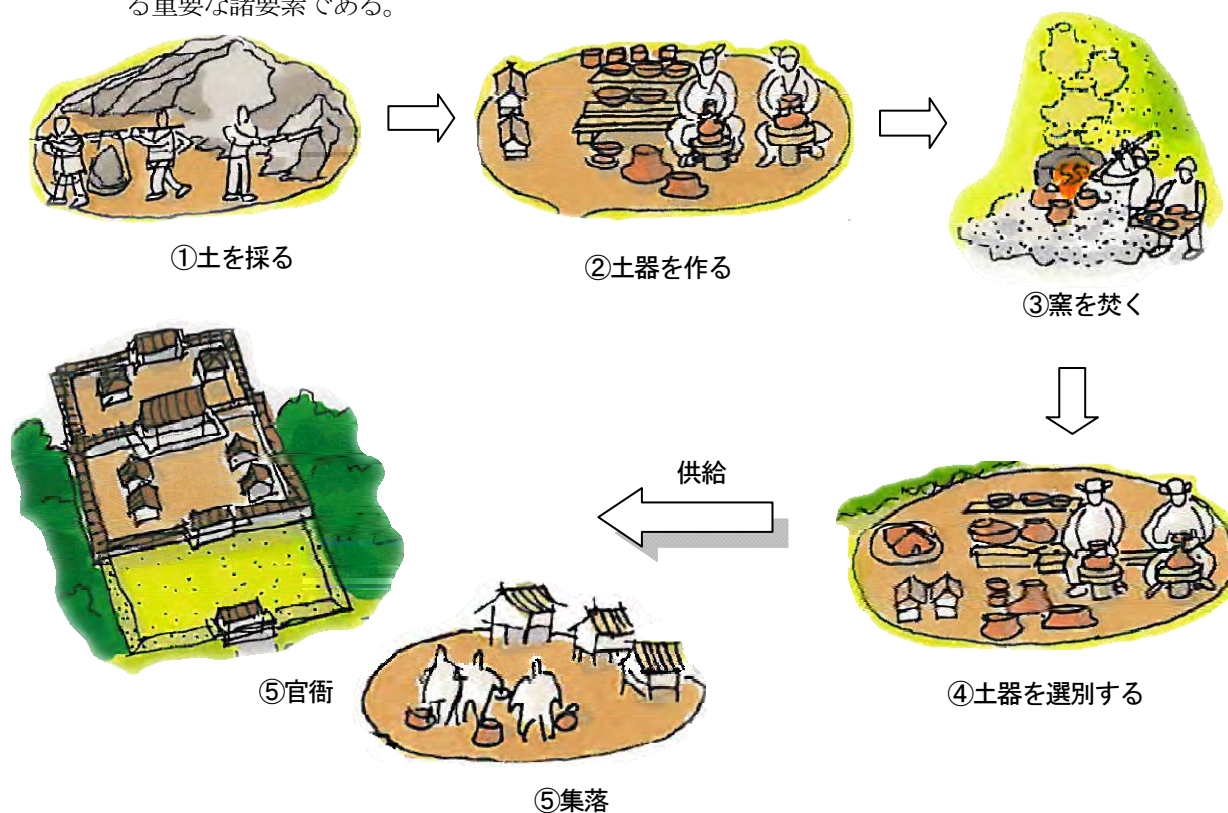 る重要な諸要素である。
①土を採る
②土器を作る
③窯を焚く
供給
④土器を選別する
⑤官衙
⑤集落